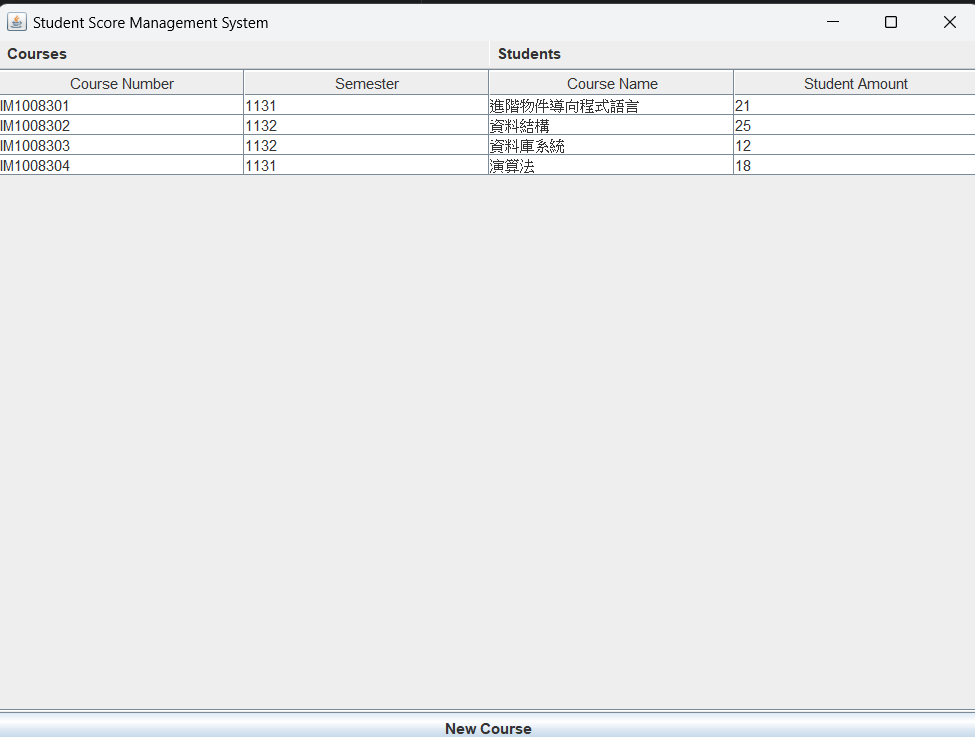 Student Score Management System
Courses Students
Course Number Semester Course Name Student Amount
IM1008301 1131 進階物件導向程式語言 21
IM1008302 1132 資料結構 25
IM1008303 1132 資料庫系統 12
IM1008304 1131 演算法 18
New Course